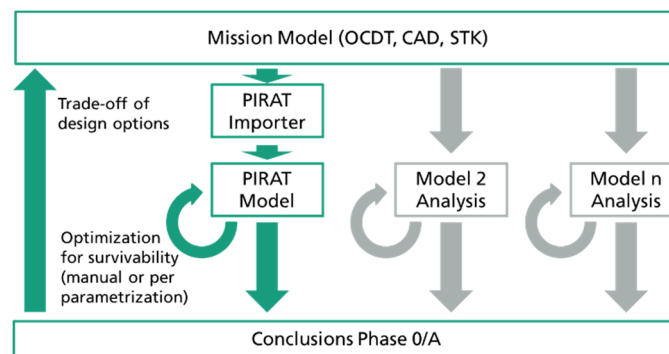 Mission Model (OCDT, CAD, STK)
Trade-off of
design options
PIRAT
Importer
PIRAT
Model
Model 2
Analysis
Model n
Analysis
Optimization
for survivability
(manual or per
parametrization)
Conclusions Phase 0/A